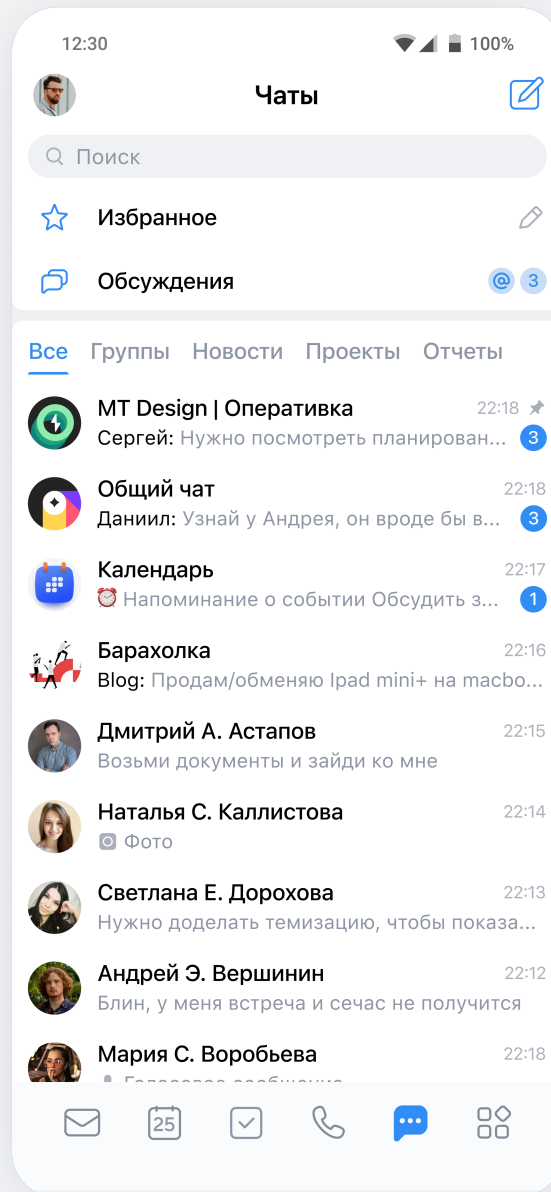 12:30 100%
Чаты
Поиск
Избранное
Обсуждения @ 3
Все Группы Новости Проекты Отчеты
MT Design | Оперативка 22:18
Сергей: Нужно посмотреть планирован... 3
Общий чат 22:18
Даниил: Узнай у Андрея, он вроде бы в... 3
Календарь 22:17
⏰ Напоминание о событии Обсудить з... 1
Барахолка 22:16
Blog: Продам/обменяю Ipad mini+ на macbo...
Дмитрий А. Астапов 22:15
Возьми документы и зайди ко мне
Наталья С. Каллистова 22:14
Фото
Светлана Е. Дорохова 22:13
Нужно доделать темизацию, чтобы показа...
Андрей Э. Вершинин 22:12
Блин, у меня встреча и сечас не получится
Мария С. Воробьева 22:18
Голосовое сообщение
25